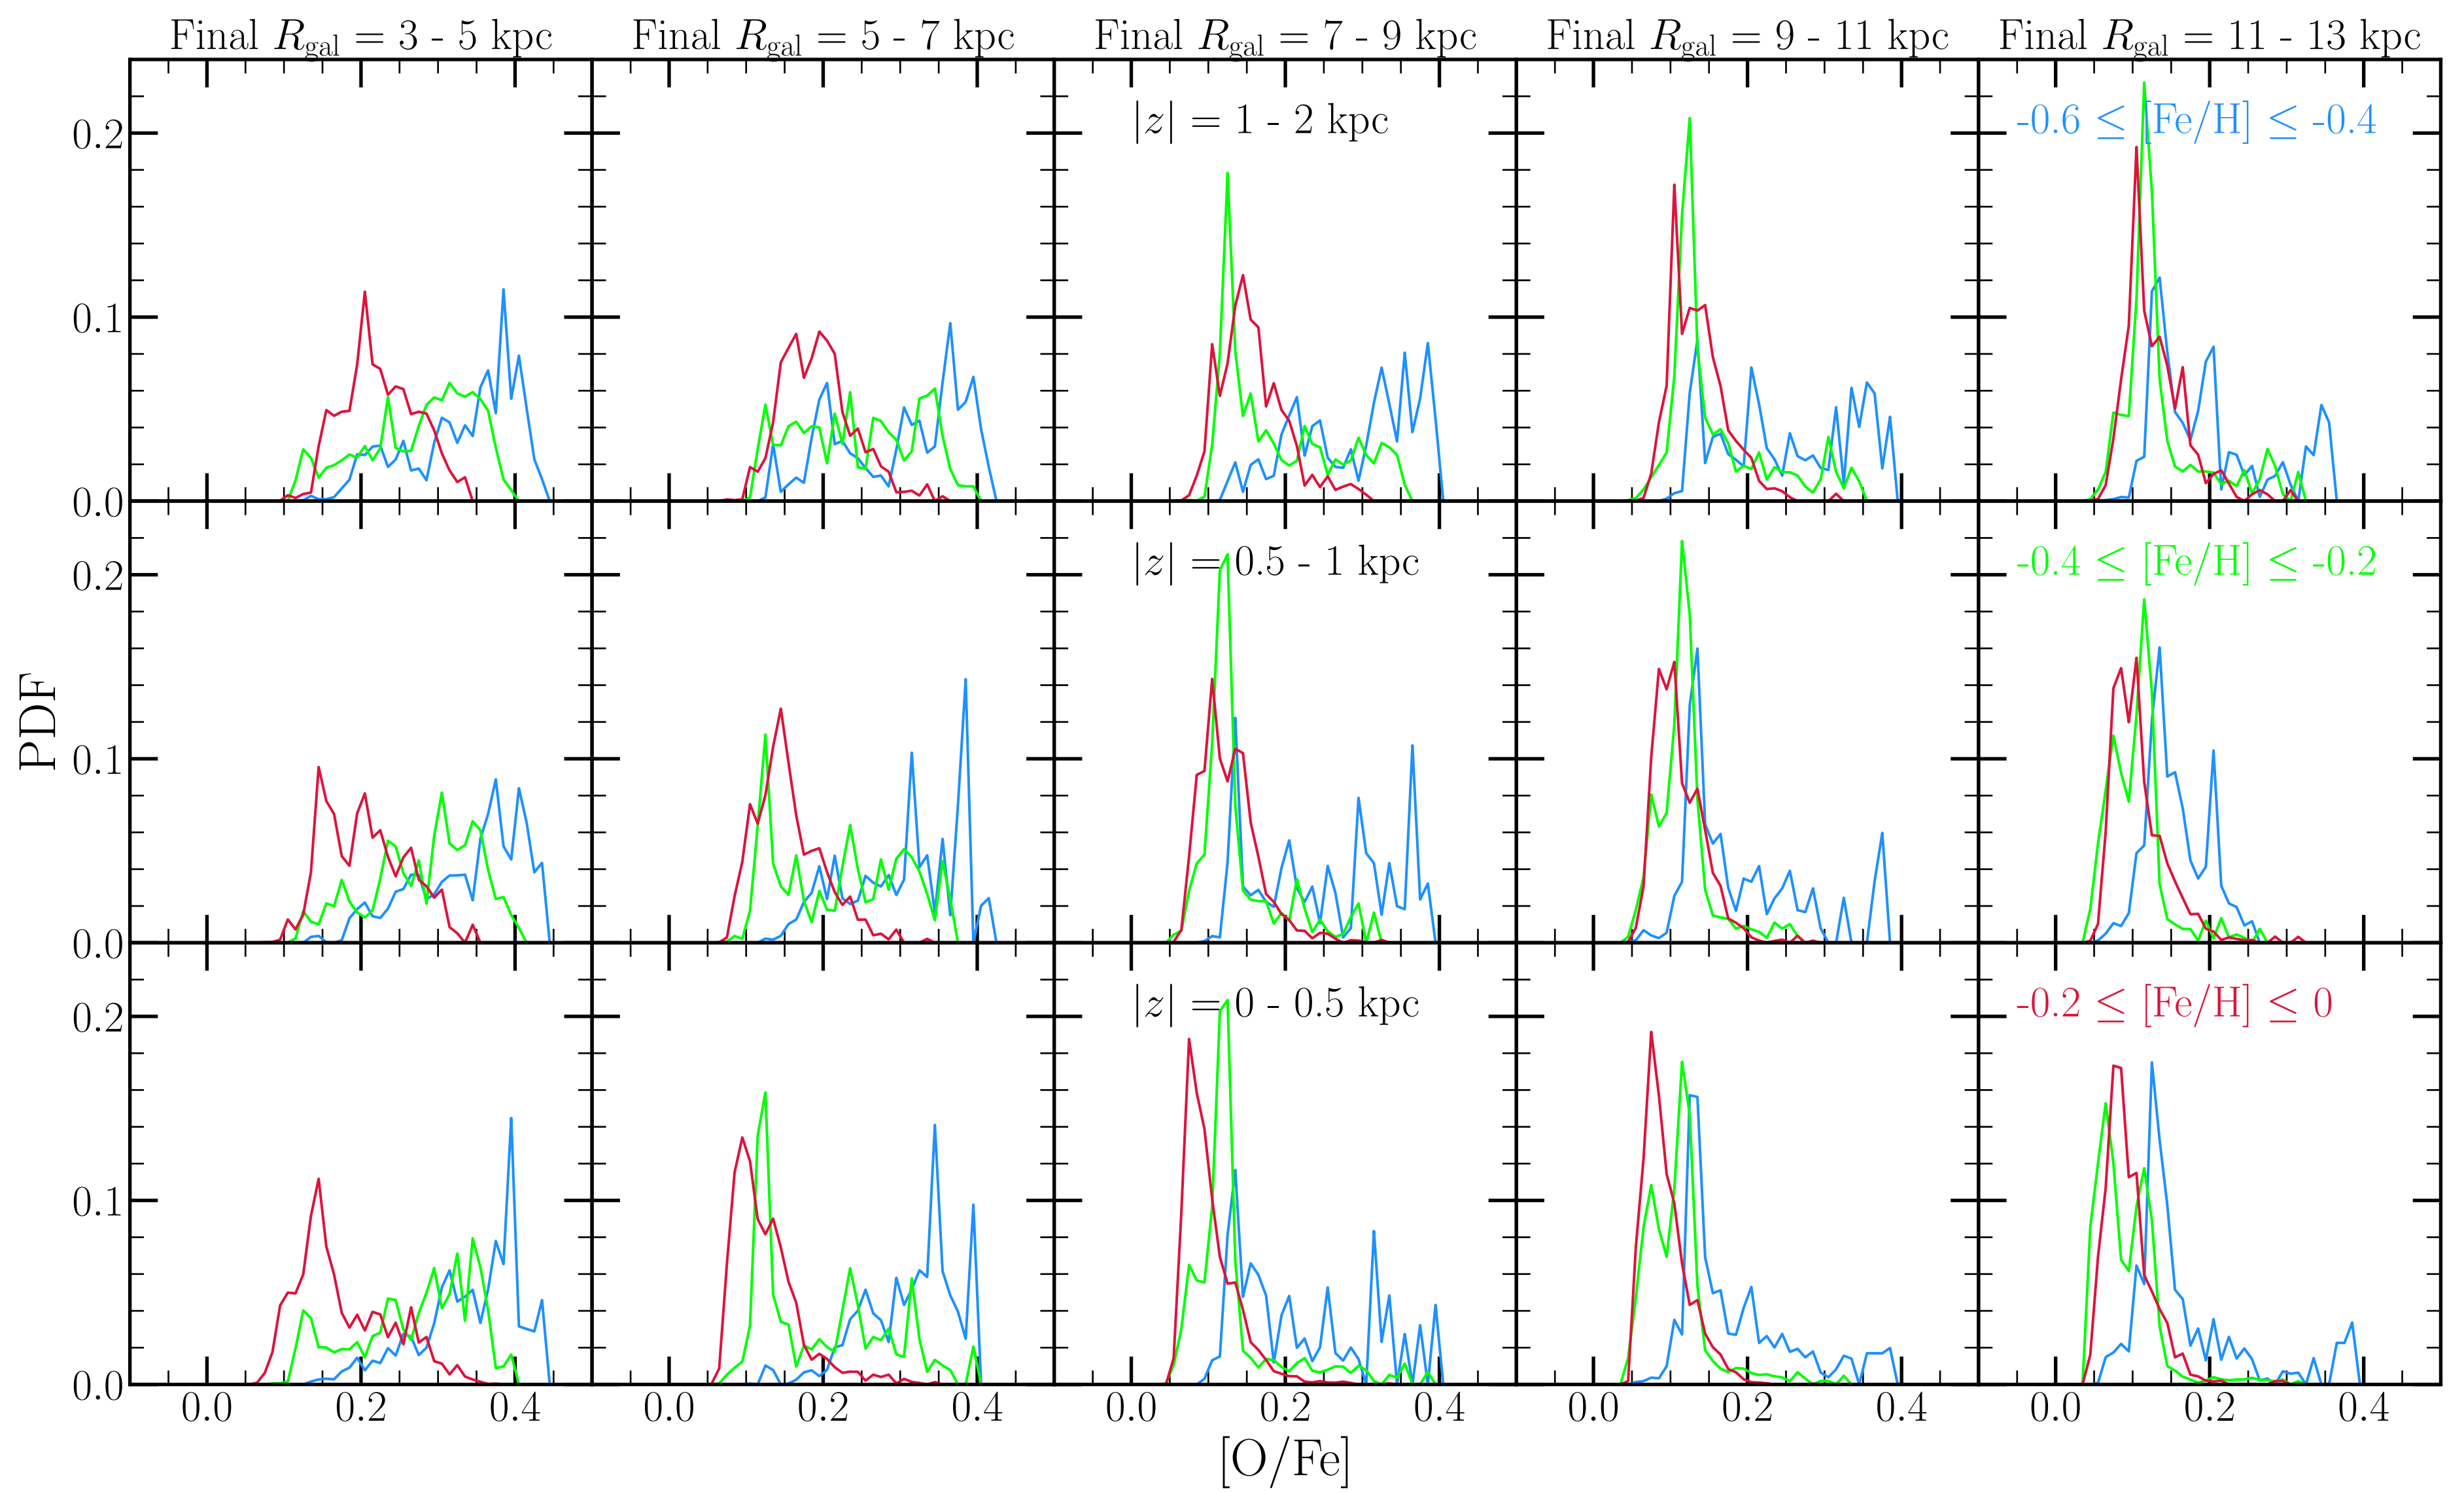 Final R_gal = 3 - 5 kpc
Final R_gal = 5 - 7 kpc
Final R_gal = 7 - 9 kpc
Final R_gal = 9 - 11 kpc
Final R_gal = 11 - 13 kpc
|z| = 1 - 2 kpc
-0.6 ≤ [Fe/H] ≤ -0.4
0.2
0.1
0.0
|z| = 0.5 - 1 kpc
-0.4 ≤ [Fe/H] ≤ -0.2
0.2
0.1
0.0
PDF
|z| = 0 - 0.5 kpc
-0.2 ≤ [Fe/H] ≤ 0
0.2
0.1
0.0
0.0 0.2 0.4
0.0 0.2 0.4
0.0 0.2 0.4
0.0 0.2 0.4
0.0 0.2 0.4
[O/Fe]